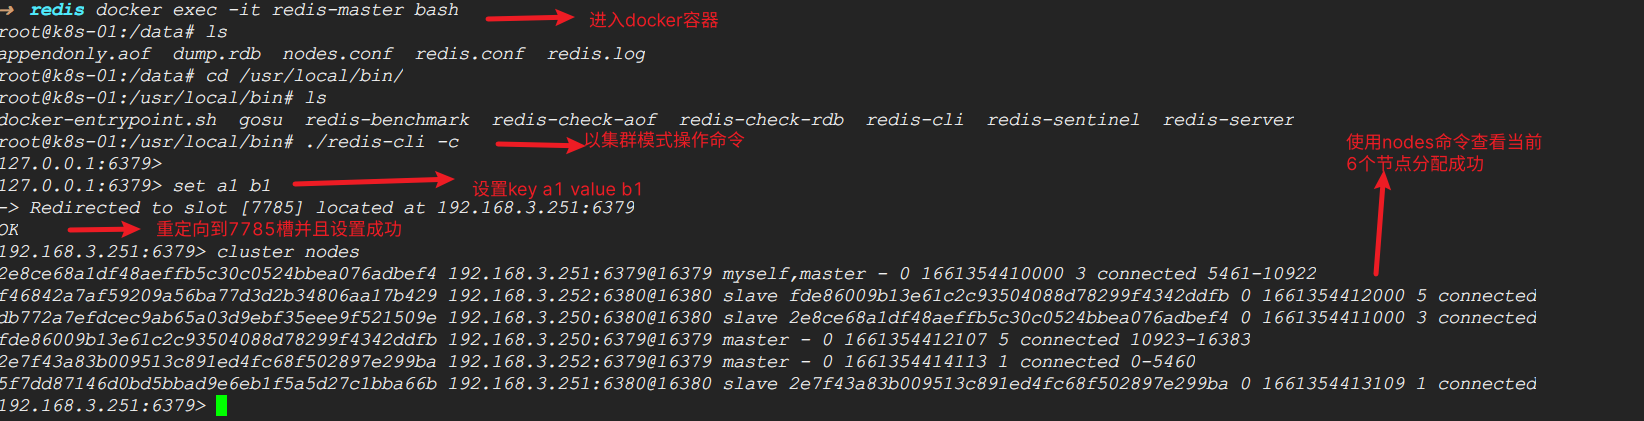 → redis docker exec -it redis-master bash
进入docker容器
root@k8s-01:/data# ls
appendonly.aof dump.rdb nodes.conf redis.conf redis.log
root@k8s-01:/data# cd /usr/local/bin/
root@k8s-01:/usr/local/bin# ls
docker-entrypoint.sh gosu redis-benchmark redis-check-aof redis-check-rdb redis-cli redis-sentinel redis-server
root@k8s-01:/usr/local/bin# ./redis-cli -c
以集群模式操作命令
使用nodes命令查看当前
6个节点分配成功
127.0.0.1:6379>
127.0.0.1:6379> set a1 b1
设置key a1 value b1
-> Redirected to slot [7785] located at 192.168.3.251:6379
OK
重定向到7785槽并且设置成功
192.168.3.251:6379> cluster nodes
2e8ce68a1df48aeffb5c30c0524bbea076adbef4 192.168.3.251:6379@16379 myself,master - 0 1661354410000 3 connected 5461-10922
f46842a7af59209a56ba77d3d2b34806aa17b429 192.168.3.252:6380@16380 slave fde86009b13e61c2c93504088d78299f4342ddfb 0 1661354412000 5 connected
db772a7efdcec9ab65a03d9ebf35eee9f521509e 192.168.3.250:6380@16380 slave 2e8ce68a1df48aeffb5c30c0524bbea076adbef4 0 1661354411000 3 connected
fde86009b13e61c2c93504088d78299f4342ddfb 192.168.3.250:6379@16379 master - 0 1661354412107 5 connected 10923-16383
2e7f43a83b009513c891ed4fc68f502897e299ba 192.168.3.252:6379@16379 master - 0 1661354414113 1 connected 0-5460
5f7dd87146d0bd5bbad9e6eb1f5a5d27c1bba66b 192.168.3.251:6380@16380 slave 2e7f43a83b009513c891ed4fc68f502897e299ba 0 1661354413109 1 connected
192.168.3.251:6379>